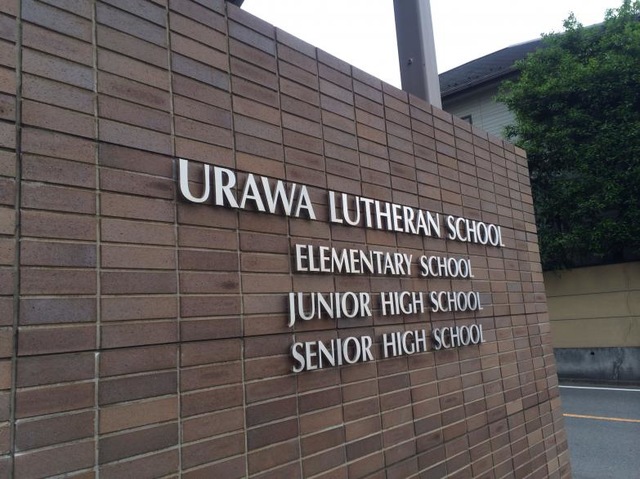 URAWA LUTHERAN SCHOOL
ELEMENTARY SCHOOL
JUNIOR HIGH SCHOOL
SENIOR HIGH SCHOOL